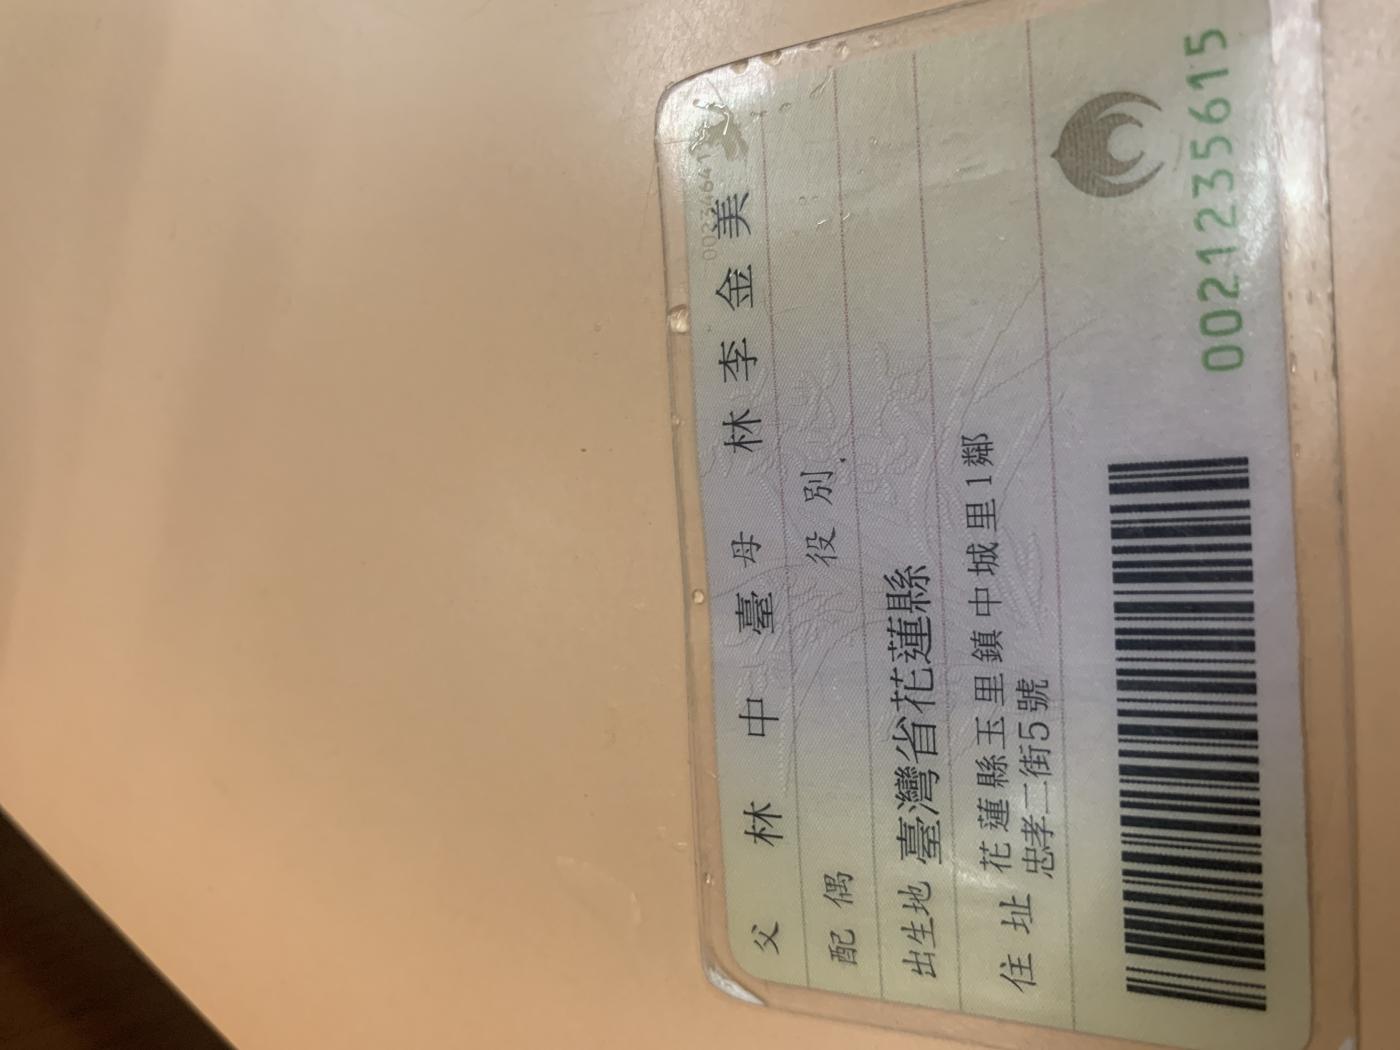 父 林中臺 母 林李金美
配偶 役別
出生地 臺灣省花蓮縣
住址 花蓮縣玉里鎮中城里1鄰
忠孝二街5號
0021235615